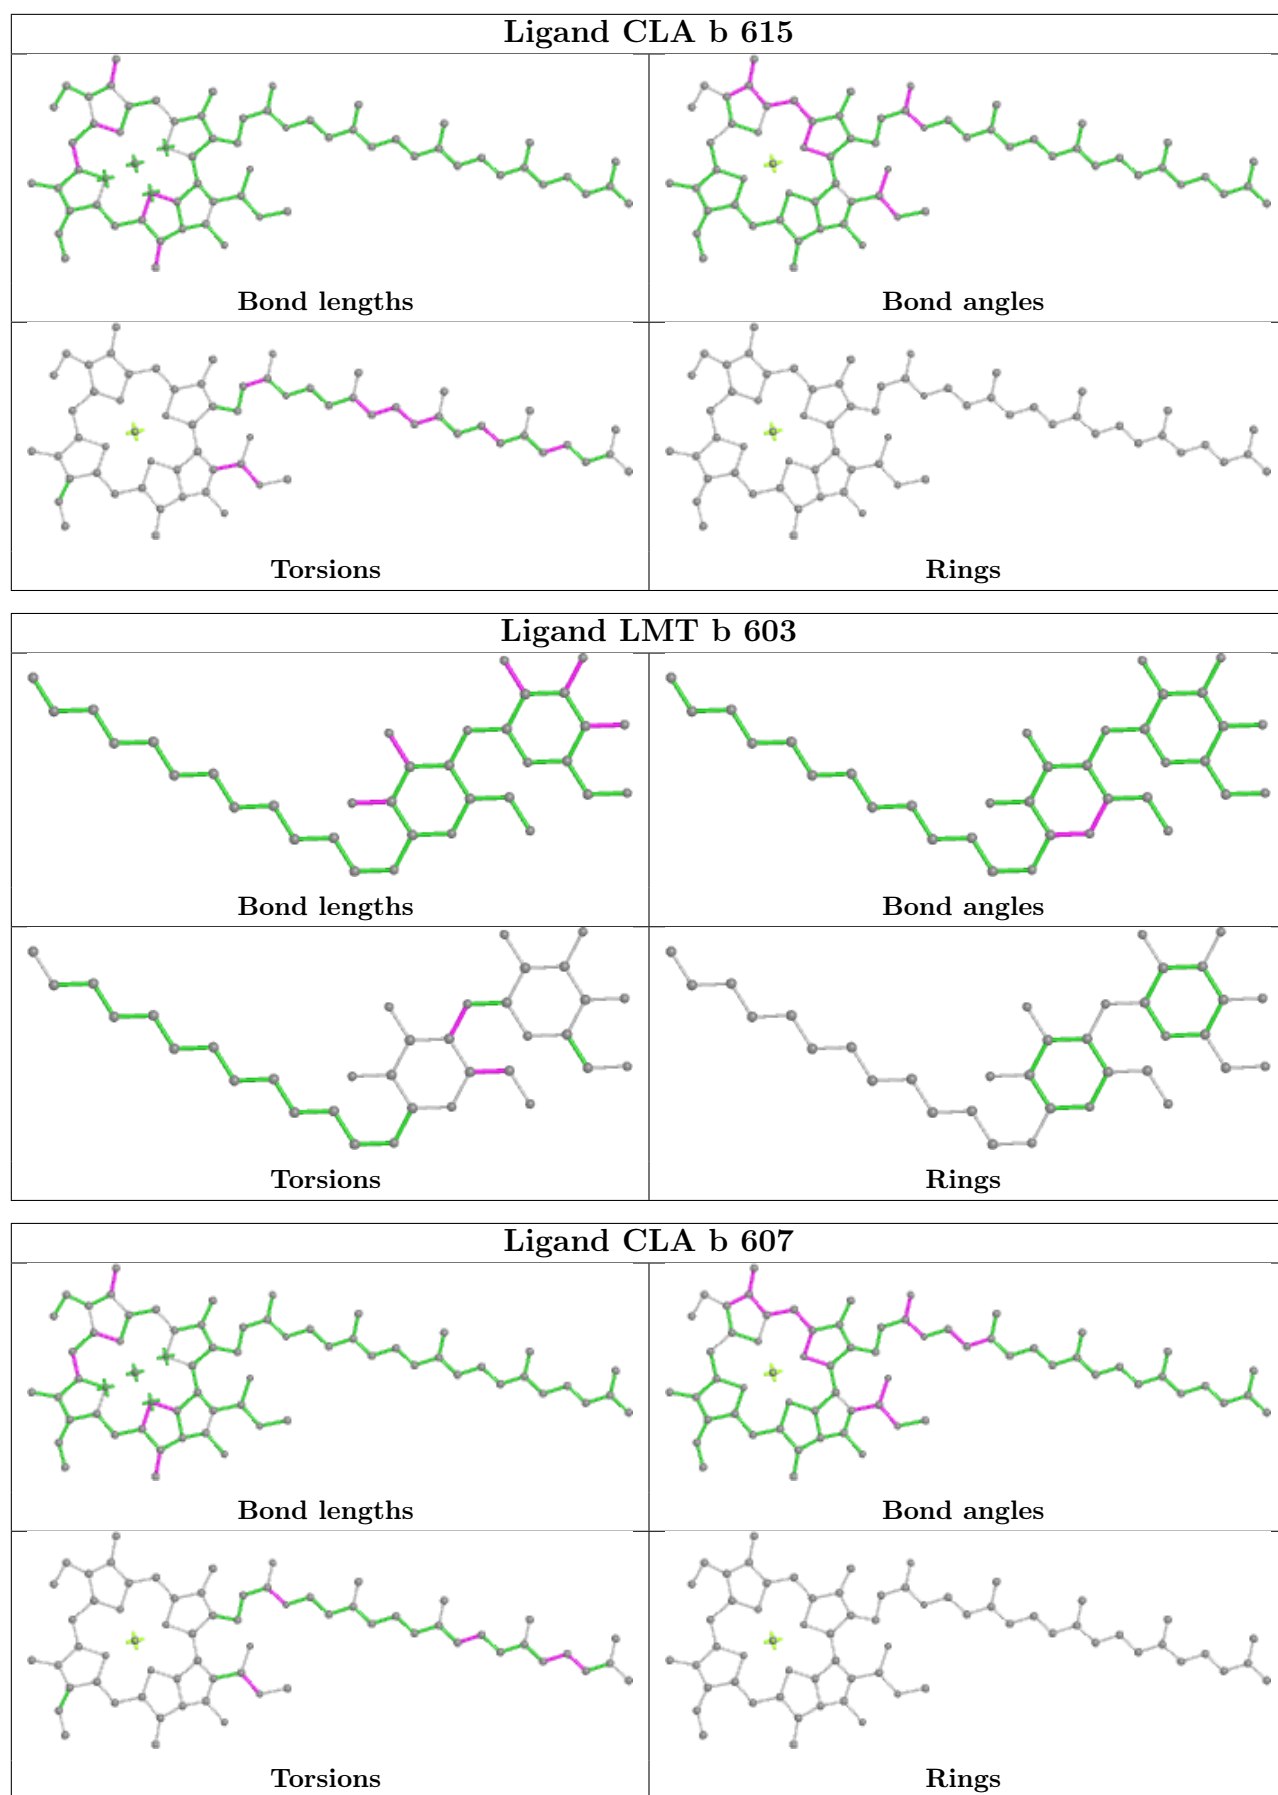 Ligand CLA b 615
Bond lengths
Bond angles
Torsions
Rings
Ligand LMT b 603
Bond lengths
Bond angles
Torsions
Rings
Ligand CLA b 607
Bond lengths
Bond angles
Torsions
Rings